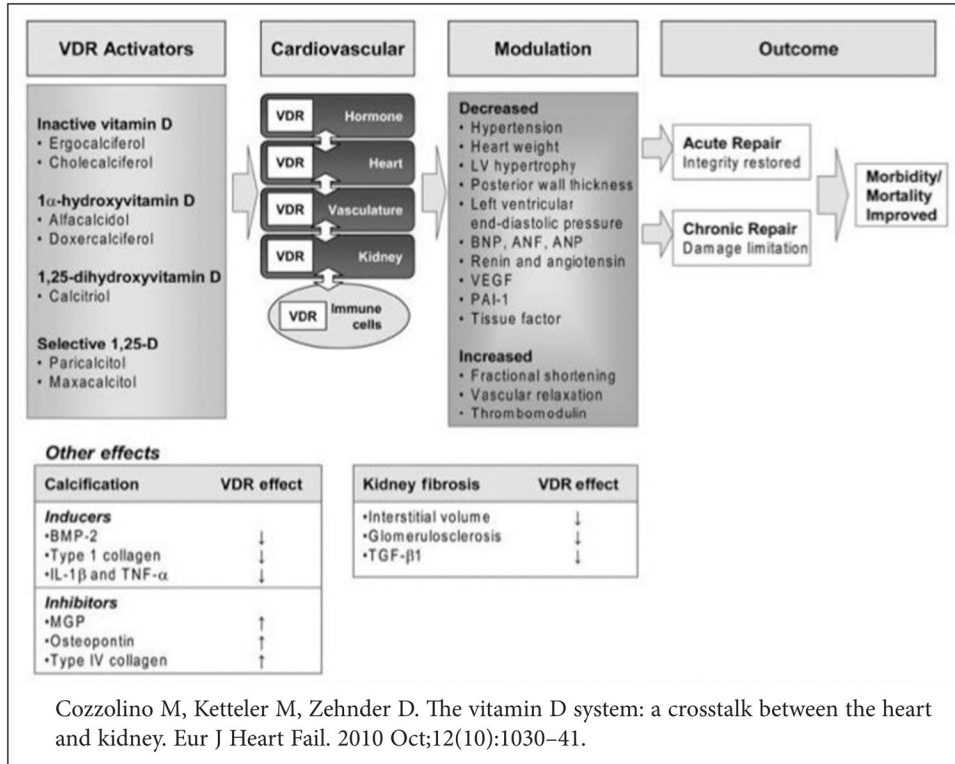 VDR Activators
Cardiovascular
Modulation
Outcome
Inactive vitamin D
• Ergocalciferol
• Cholecalciferol
1α-hydroxyvitamin D
• Alfacalcidol
• Doxercalciferol
1,25-dihydroxyvitamin D
• Calcitriol
Selective 1,25-D
• Paricalcitol
• Maxacalcitol
VDR Hormone
VDR Heart
VDR Vasculature
VDR Kidney
VDR Immune
cells
Decreased
• Hypertension
• Heart weight
• LV hypertrophy
• Posterior wall thickness
• Left ventricular
end-diastolic pressure
• BNP, ANF, ANP
• Renin and angiotensin
• VEGF
• PAI-1
• Tissue factor
Increased
• Fractional shortening
• Vascular relaxation
• Thrombomodulin
Acute Repair
Integrity restored
Chronic Repair
Damage limitation
Morbidity/
Mortality
Improved
Other effects
Calcification VDR effect
Inducers
•BMP-2 ↓
•Type 1 collagen ↓
•IL-1β and TNF-α ↓
Inhibitors
•MGP ↑
•Osteopontin ↑
•Type IV collagen ↑
Kidney fibrosis VDR effect
•Interstitial volume ↓
•Glomerulosclerosis ↓
•TGF-β1 ↓
Cozzolino M, Ketteler M, Zehnder D. The vitamin D system: a crosstalk between the heart
and kidney. Eur J Heart Fail. 2010 Oct;12(10):1030–41.